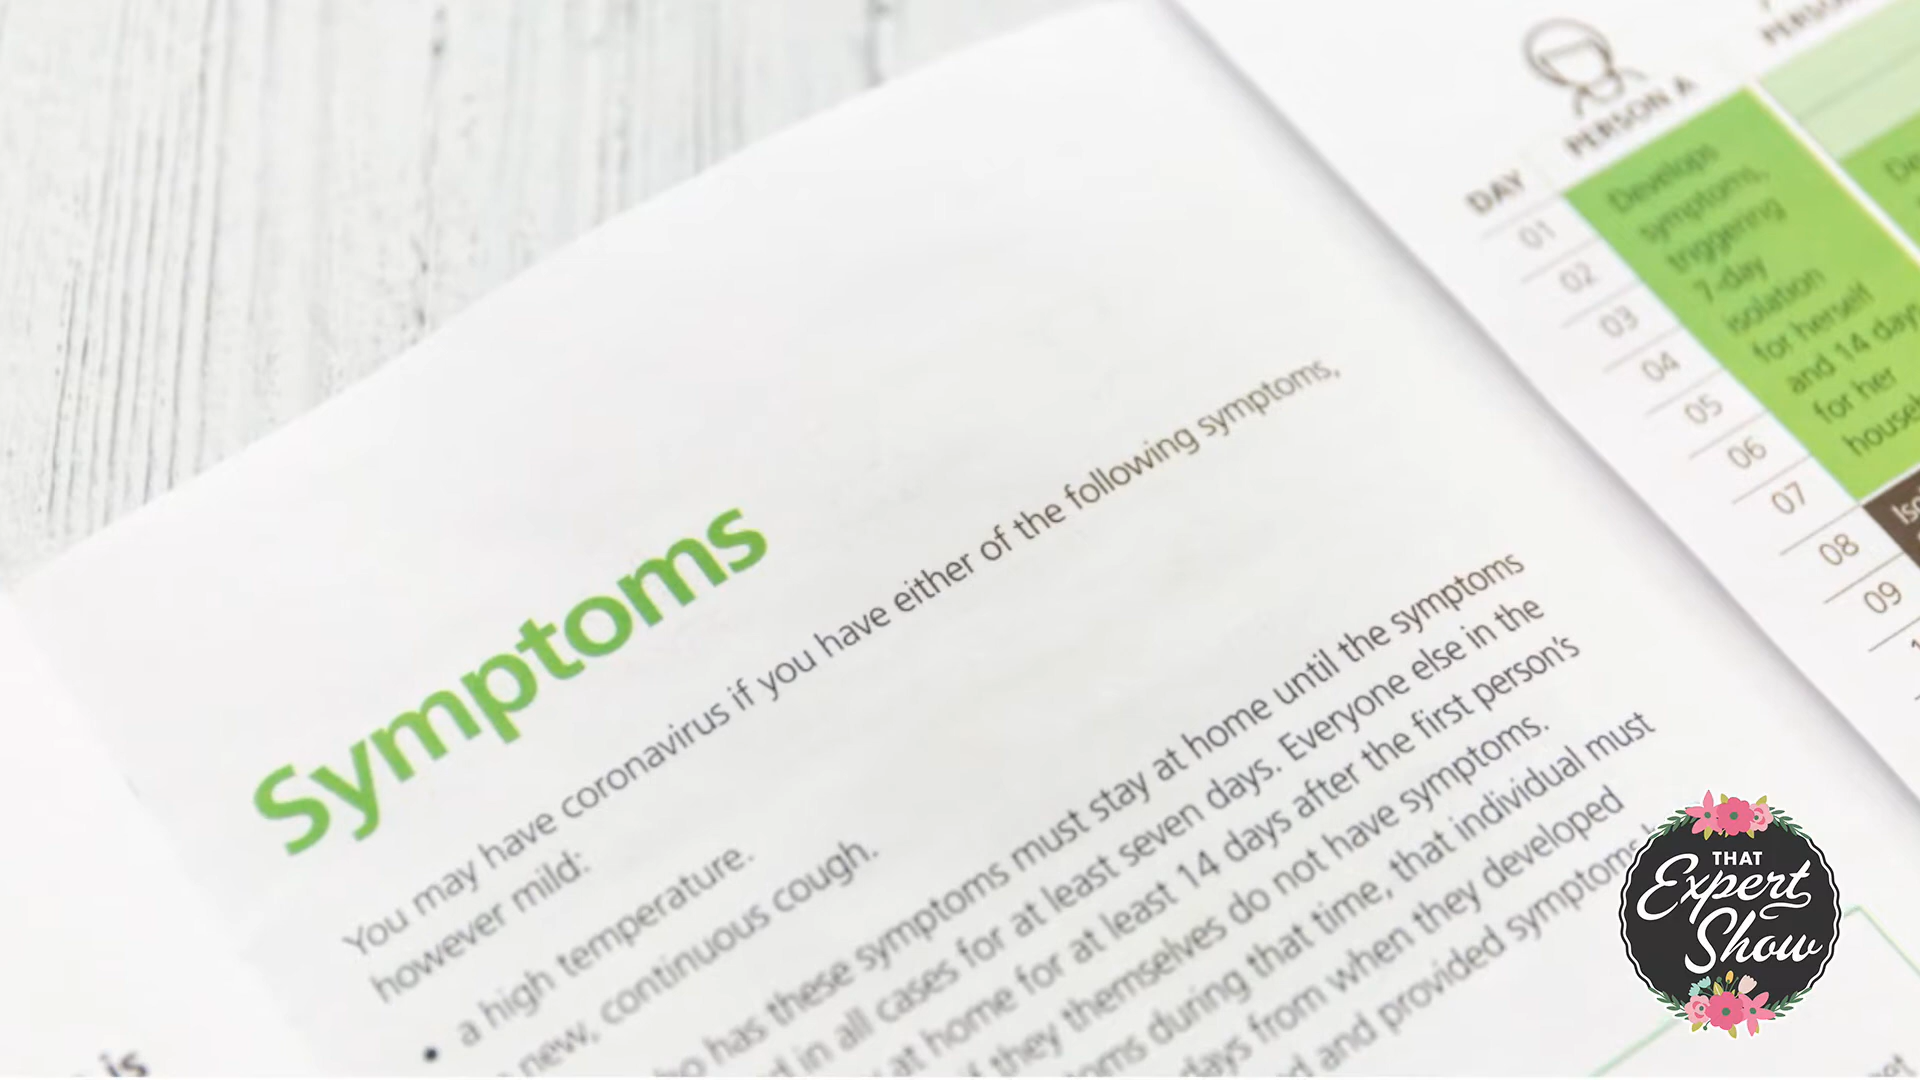 Symptoms
You may have coronavirus if you have either of the following symptoms,
however mild:
• a high temperature.
new, continuous cough.
has these symptoms must stay at home until the symptoms
in all cases for at least seven days. Everyone else in the
at home for at least 14 days after the first person's
if they themselves do not have symptoms.
during that time, that individual must
days from when they developed
and provided symptoms
is
PERSON A
DAY
01
02
03
04
05
06
07
08
09
Develops
symptoms,
triggering
7-day
isolation
for herself
and 14 days
for her
THAT
Expert
Show